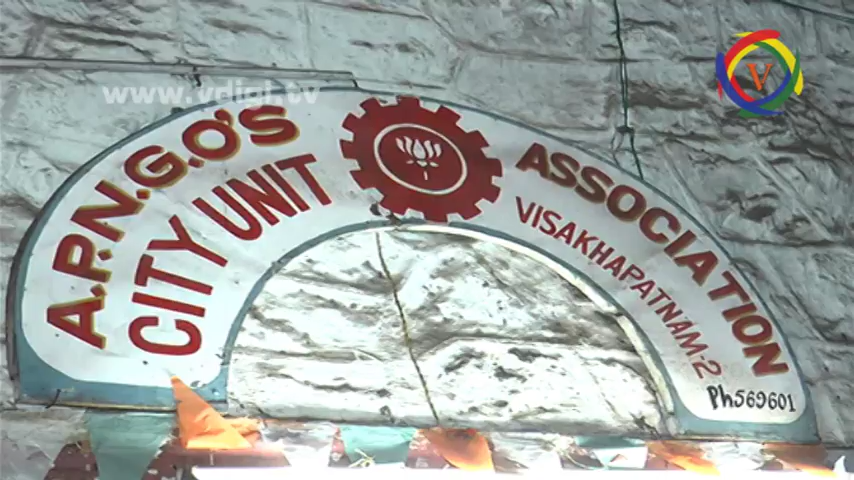 www.vdigi.tv
V
A.P.N.G.O'S ASSOCIATION
CITY UNIT VISAKHAPATNAM-2
Ph569601